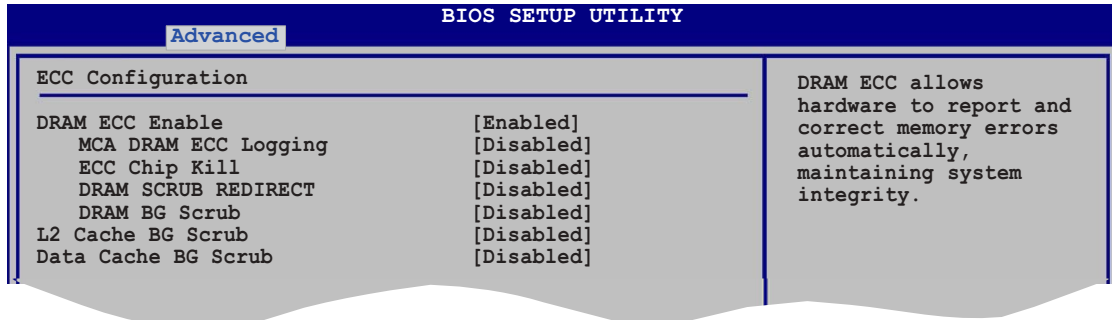 BIOS SETUP UTILITY
Advanced
ECC Configuration
DRAM ECC Enable [Enabled]
MCA DRAM ECC Logging [Disabled]
ECC Chip Kill [Disabled]
DRAM SCRUB REDIRECT [Disabled]
DRAM BG Scrub [Disabled]
L2 Cache BG Scrub [Disabled]
Data Cache BG Scrub [Disabled]
DRAM ECC allows
hardware to report and
correct memory errors
automatically,
maintaining system
integrity.